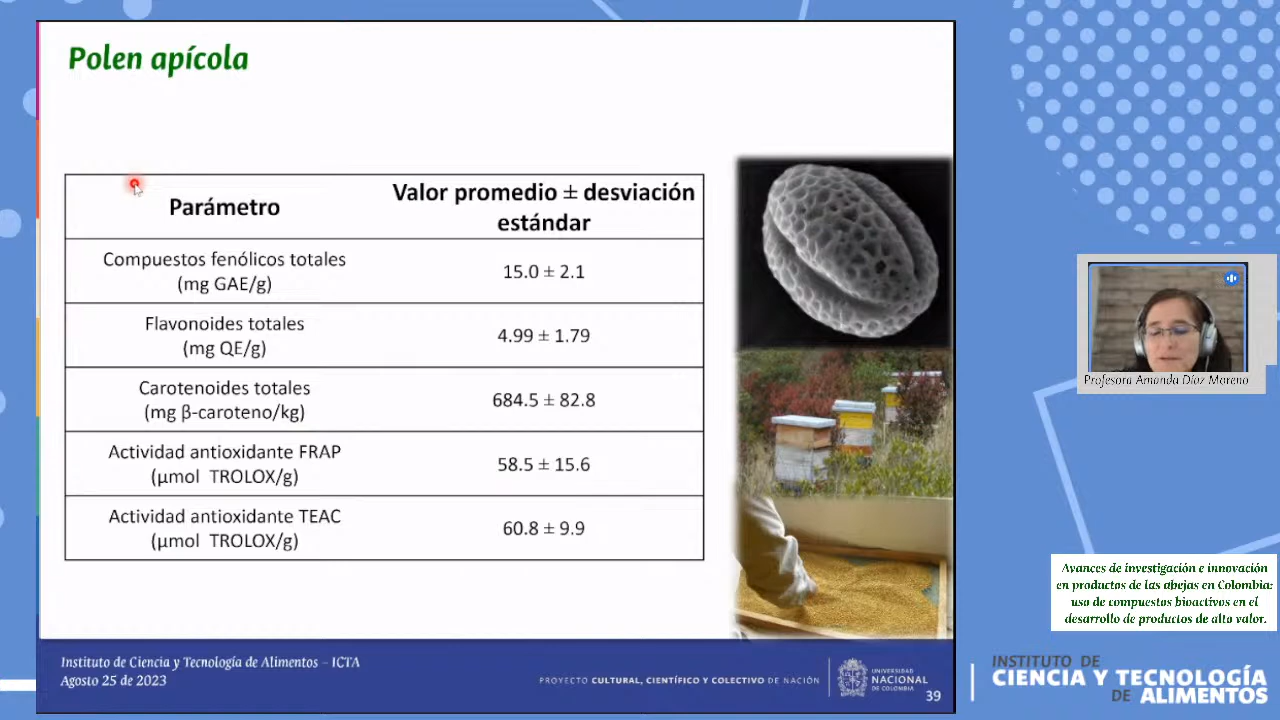 Polen apícola
Parámetro
Valor promedio ± desviación
estándar
Compuestos fenólicos totales
(mg GAE/g)
15.0 ± 2.1
Flavonoides totales
(mg QE/g)
4.99 ± 1.79
Carotenoides totales
(mg β-caroteno/kg)
684.5 ± 82.8
Actividad antioxidante FRAP
(µmol TROLOX/g)
58.5 ± 15.6
Actividad antioxidante TEAC
(µmol TROLOX/g)
60.8 ± 9.9
Instituto de Ciencia y Tecnología de Alimentos – ICTA
Agosto 25 de 2023
PROYECTO CULTURAL, CIENTÍFICO Y COLECTIVO DE NACIÓN
UNIVERSIDAD
NACIONAL
DE COLOMBIA
39
Profesora Amanda Díaz Moreno
Avances de investigación e innovación
en productos de las abejas en Colombia:
uso de compuestos bioactivos en el
desarrollo de productos de alto valor.
INSTITUTO DE
CIENCIA Y TECNOLOGÍA
DE ALIMENTOS